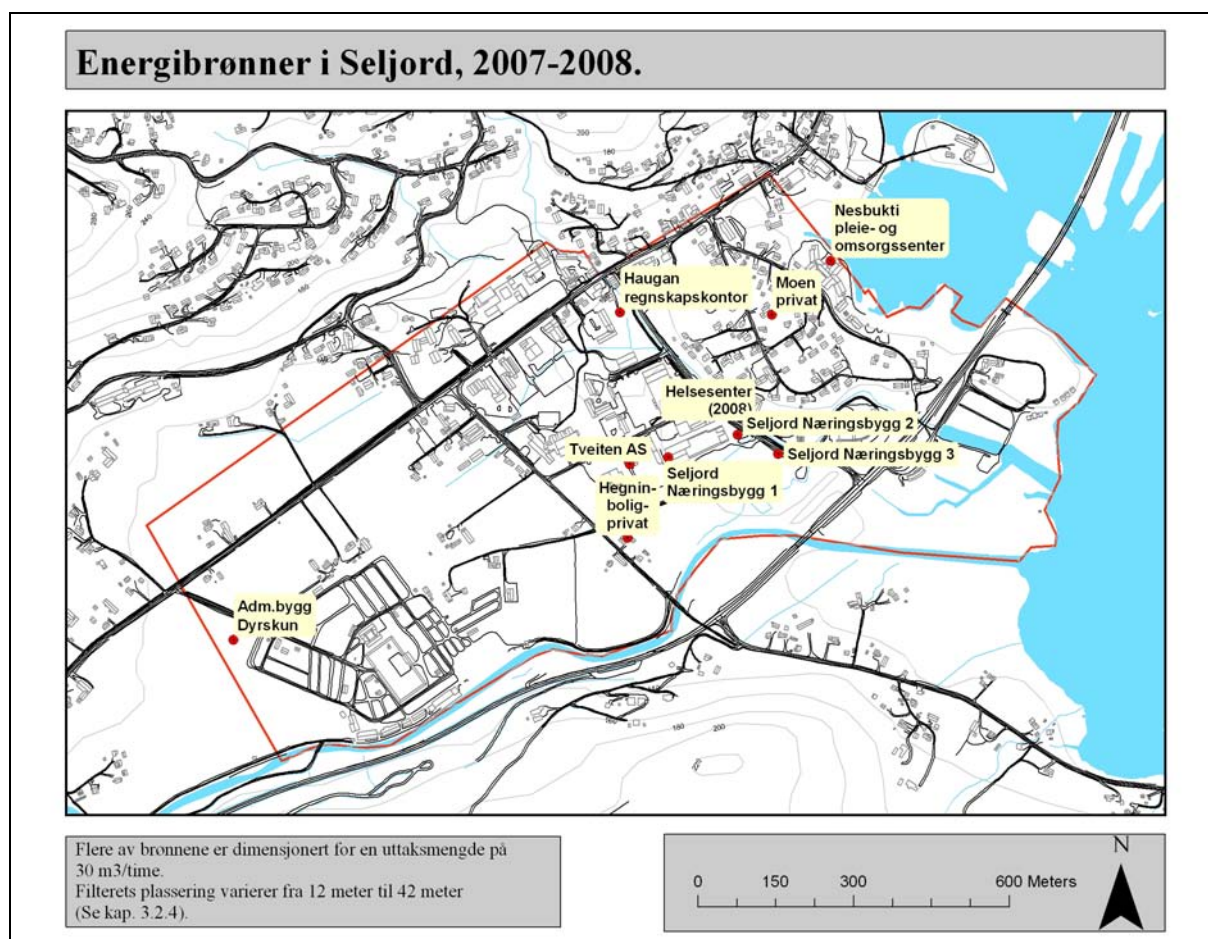 Energibrønner i Seljord, 2007-2008.
Nesbukti
pleie- og
omsorgssenter
Haugan
regnskapskontor
Moen
privat
Helsesenter
(2008)
Seljord Næringsbygg 2
Seljord Næringsbygg 3
Tveiten AS
Seljord
Næringsbygg 1
Hegnin-
bolig-
privat
Adm.bygg
Dyrskun
200
180
180
200
Flere av brønnene er dimensjonert for en uttaksmengde på
30 m3/time.
Filterets plassering varierer fra 12 meter til 42 meter
(Se kap. 3.2.4).
N
0 150 300 600 Meters